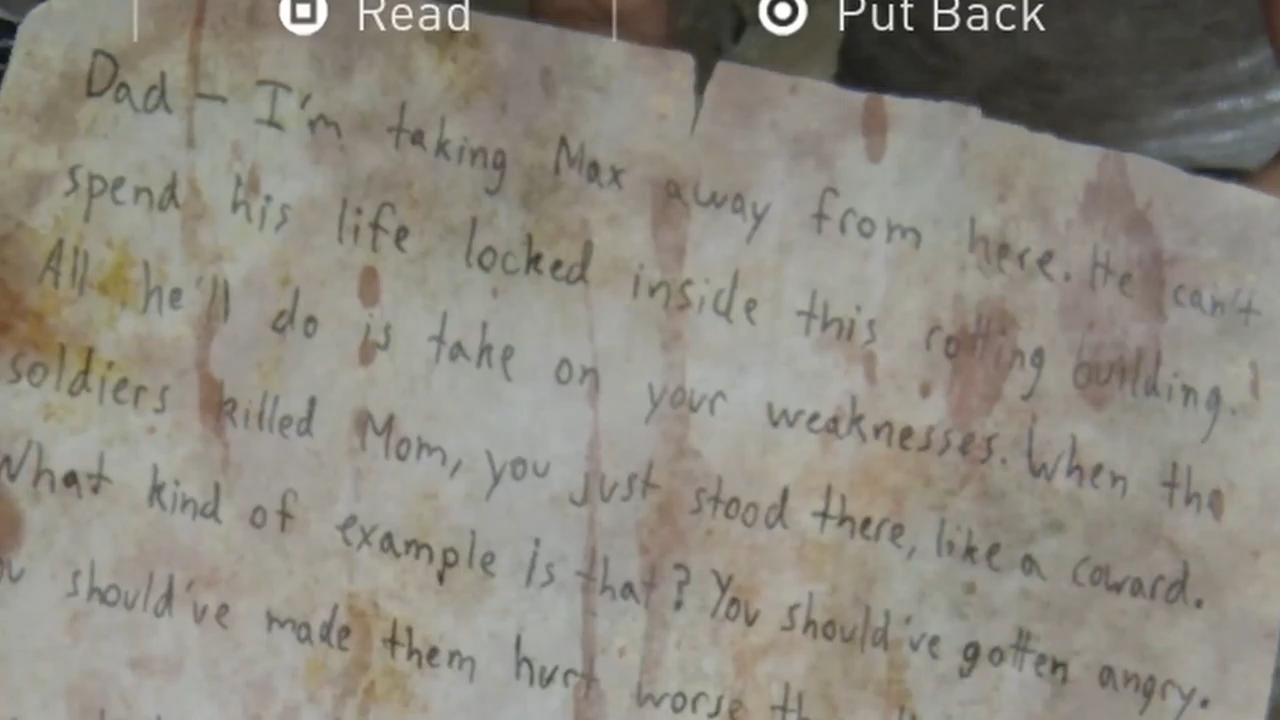 Read
Put Back
Dad - I'm taking Max away from here. He can't
spend his life locked inside this rotting building.
All he'll do is take on your weaknesses. When the
soldiers killed Mom, you just stood there, like a coward.
What kind of example is that? You should've gotten angry.
should've made them hurt worse